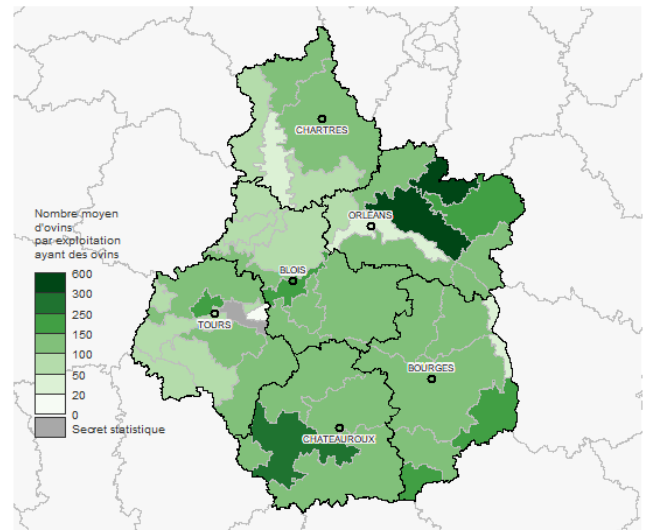 CHARTRES
ORLEANS
Nombre moyen
d'ovins
par exploitation
ayant des ovins
BLOIS
600
300
250
150
100
50
20
0
Secret statistique
TOURS
BOURGES
CHATEAUROUX